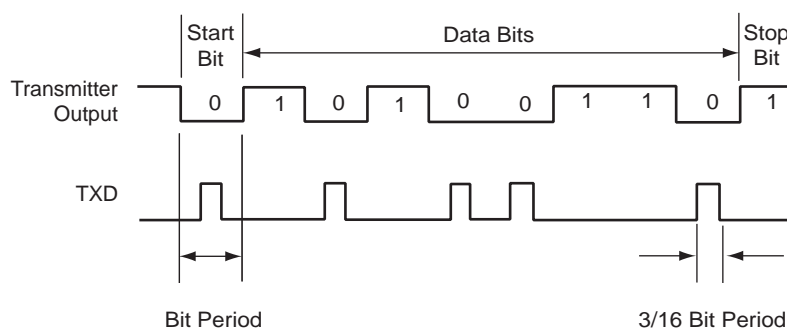 Start
Bit
Data Bits
Stop
Bit
Transmitter
Output
0 1 0 1 0 0 1 1 0 1
TXD
Bit Period
3/16 Bit Period